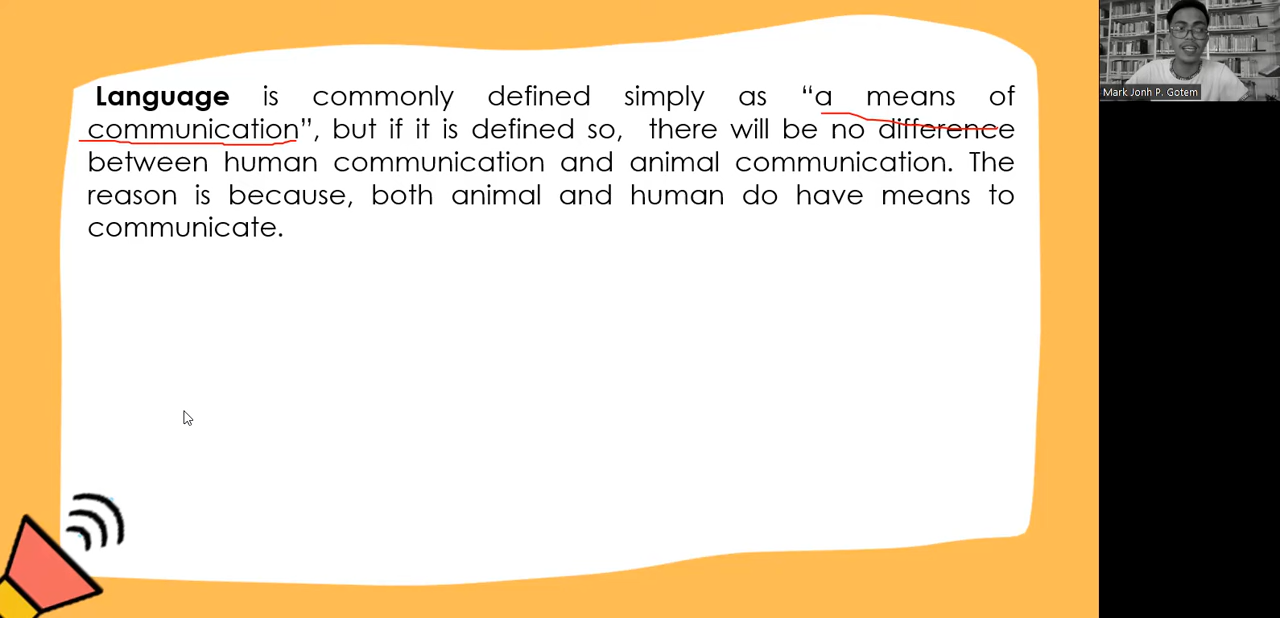 Language is commonly defined simply as “a means of
communication”, but if it is defined so, there will be no difference
between human communication and animal communication. The
reason is because, both animal and human do have means to
communicate.
Mark Jonh P. Gotem